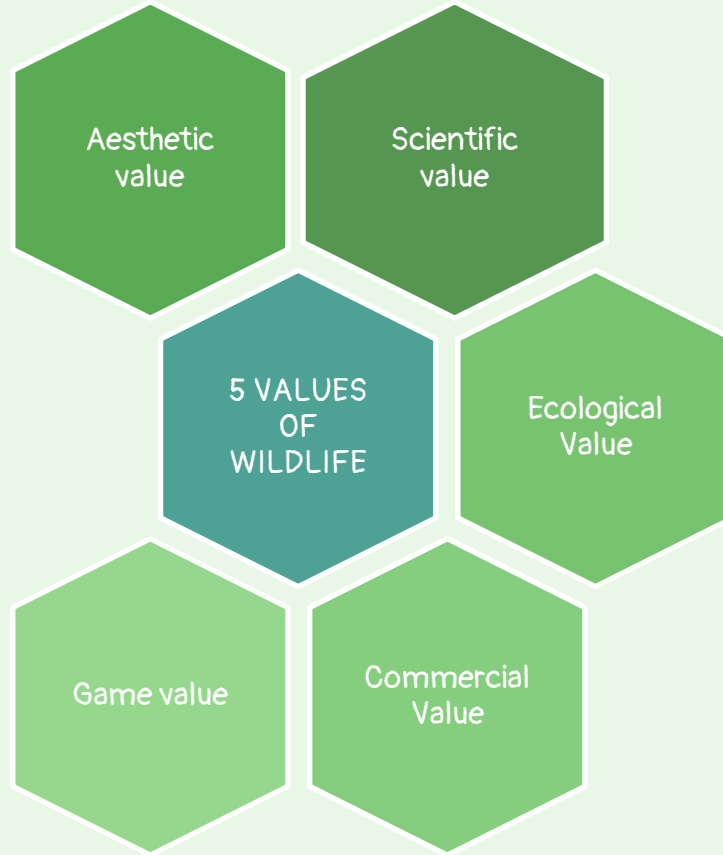 Aesthetic
value
Scientific
value
5 VALUES
OF
WILDLIFE
Ecological
Value
Game value
Commercial
Value